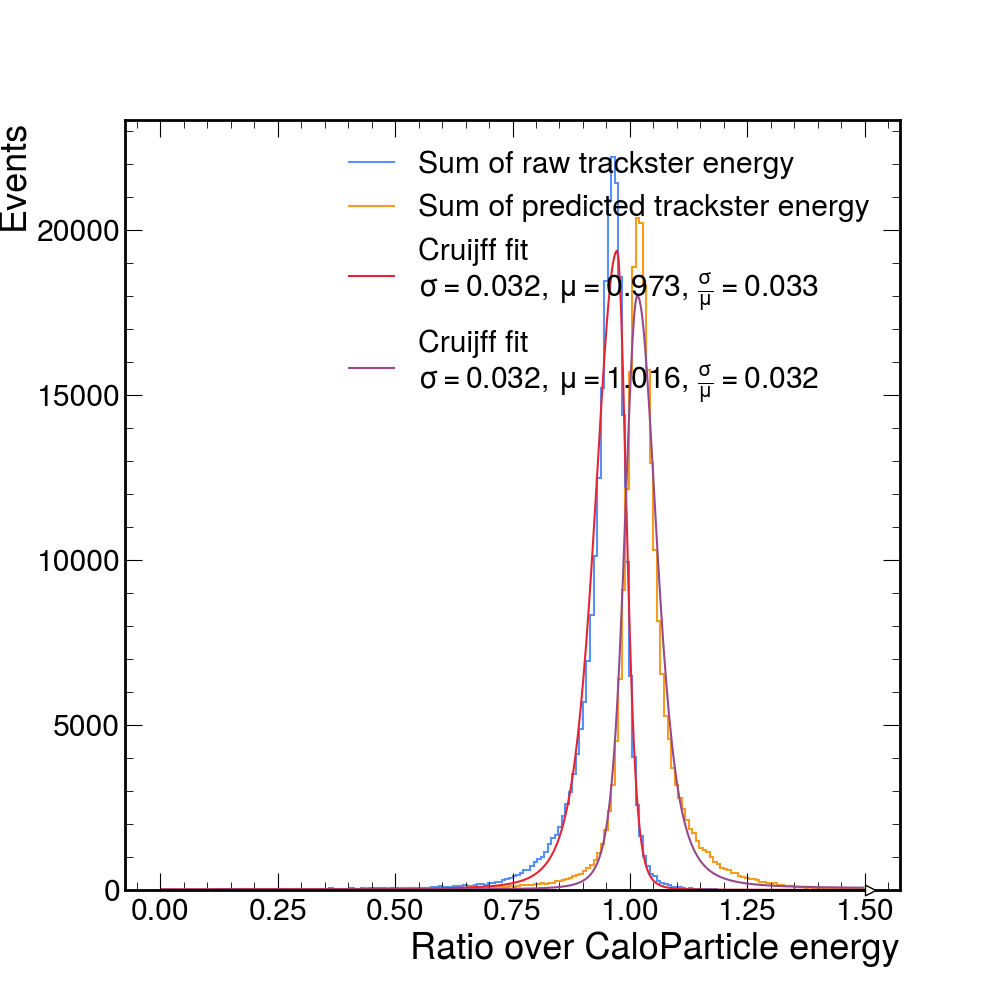 Events
Sum of raw trackster energy
Sum of predicted trackster energy
Cruijff fit
σ = 0.032, μ = 0.973, σ/μ = 0.033
Cruijff fit
σ = 0.032, μ = 1.016, σ/μ = 0.032
20000
15000
10000
5000
0
0.00 0.25 0.50 0.75 1.00 1.25 1.50
Ratio over CaloParticle energy